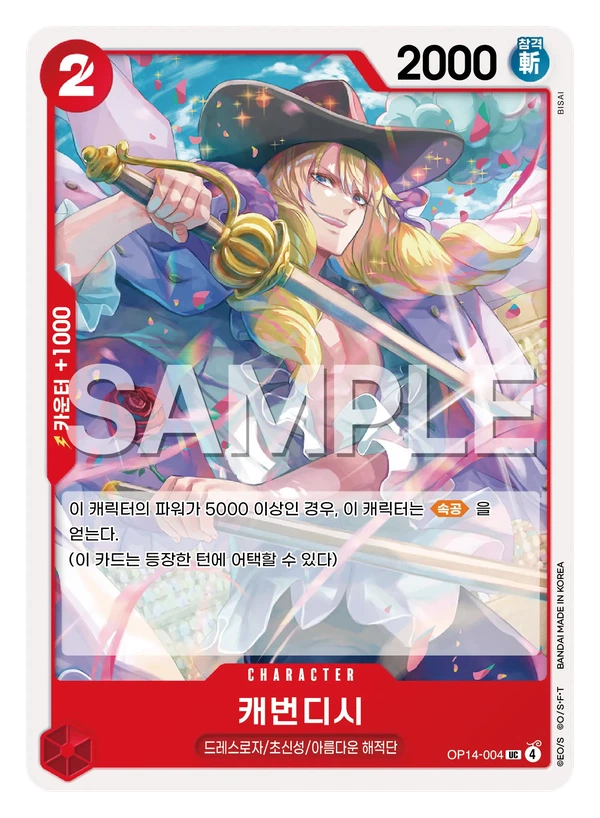 2
2000
참격
斬
BISAI
카운터 +1000
SAMPLE
이 캐릭터의 파워가 5000 이상인 경우, 이 캐릭터는 속공 을
얻는다.
(이 카드는 등장한 턴에 어택할 수 있다)
CHARACTER
캐번디시
드레스로자/초신성/아름다운 해적단
OP14-004 UC 4
©EO/S ©O/S·F·T BANDAI MADE IN KOREA